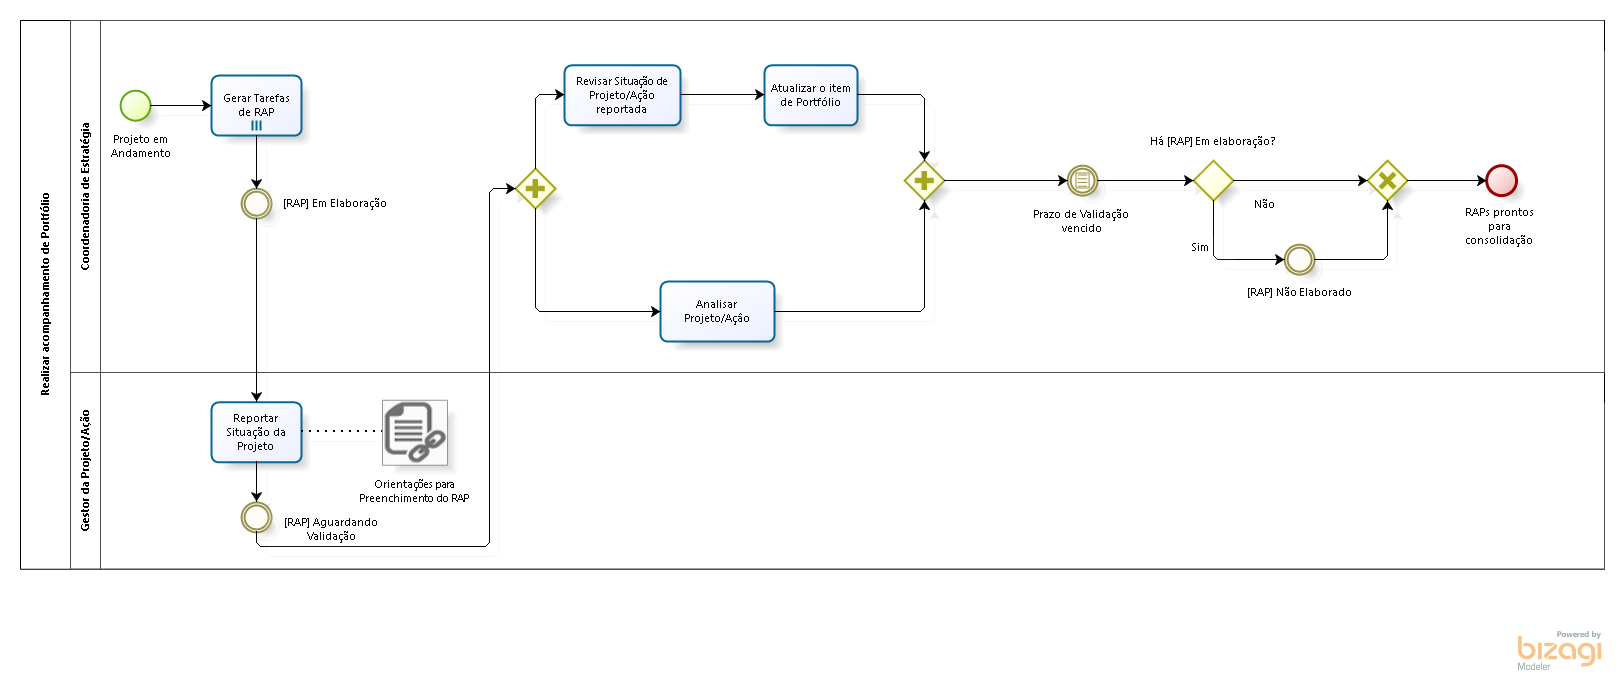 Realizar acompanhamento de Portfólio
Coordenadoria de Estratégia
Projeto em
Andamento
Gerar Tarefas
de RAP
[RAP] Em Elaboração
Revisar Situação de
Projeto/Ação
reportada
Atualizar o item
de Portfólio
Analisar
Projeto/Ação
Prazo de Validação
vencido
Há [RAP] Em elaboração?
Não
Sim
[RAP] Não Elaborado
RAPs prontos
para
consolidação
Gestor da Projeto/Ação
Reportar
Situação da
Projeto
Orientações para
Preenchimento do RAP
[RAP] Aguardando
Validação
Powered by
bizagi
Modeler